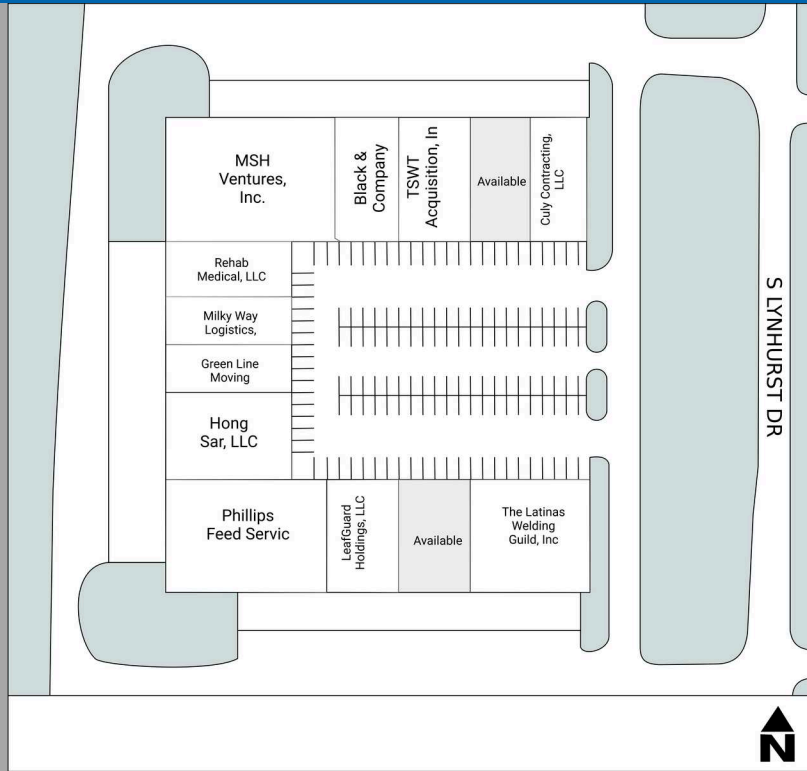 MSH
Ventures,
Inc.
Black &
Company
TSWT
Acquisition, In
Available
Culy Contracting,
LLC
Rehab
Medical, LLC
Milky Way
Logistics,
Green Line
Moving
Hong
Sar, LLC
Phillips
Feed Servic
LeafGuard
Holdings, LLC
Available
The Latinas
Welding
Guild, Inc
S LYNHURST DR
N